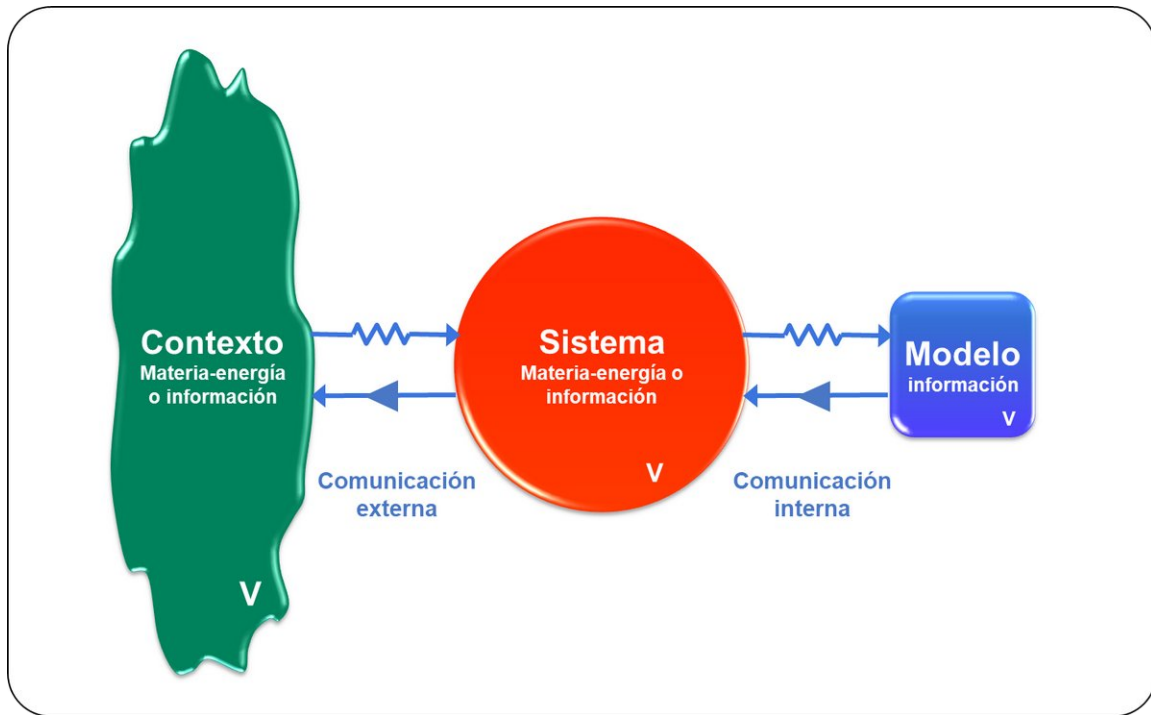 Contexto
Materia-energía
o información
V
Comunicación
externa
Sistema
Materia-energía o
información
V
Comunicación
interna
Modelo
información
V